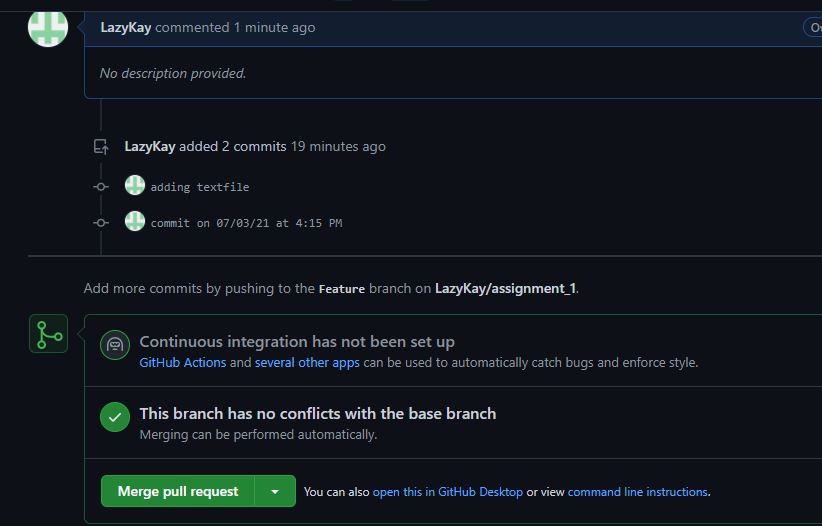 LazyKay commented 1 minute ago
No description provided.
LazyKay added 2 commits 19 minutes ago
adding textfile
commit on 07/03/21 at 4:15 PM
Add more commits by pushing to the Feature branch on LazyKay/assignment_1.
Continuous integration has not been set up
GitHub Actions and several other apps can be used to automatically catch bugs and enforce style.
This branch has no conflicts with the base branch
Merging can be performed automatically.
Merge pull request You can also open this in GitHub Desktop or view command line instructions.